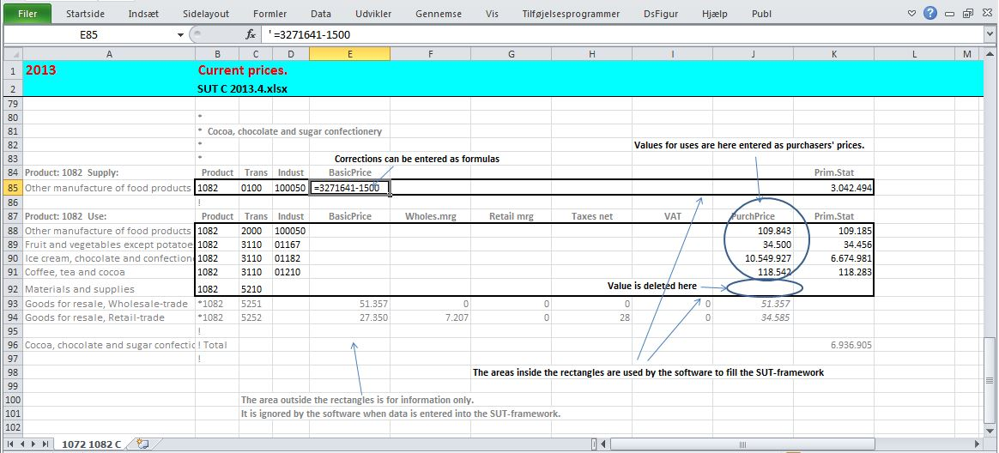 Filer Startside Indsæt Sidelayout Formler Data Udvikler Gennemse Vis Tilføjelsesprogrammer DsFigur Hjælp Publ
E85 fx ' =3271641-1500
A B C D E F G H I J K L M
1 2013 Current prices.
2 SUT C 2013.4.xlsx
79
80 *
81 * Cocoa, chocolate and sugar confectionery
82 * Values for uses are here entered as purchasers' prices.
83 * Corrections can be entered as formulas
84 Product: 1082 Supply: Product Trans Indust BasicPrice Prim.Stat
85 Other manufacture of food products 1082 0100 100050 =3271641-1500 3.042.494
86 !
87 Product: 1082 Use: Product Trans Indust BasicPrice Wholes.mrg Retail mrg Taxes net VAT PurchPrice Prim.Stat
88 Other manufacture of food products 1082 2000 100050 109.843 109.185
89 Fruit and vegetables except potatoe 1082 3110 01167 34.500 34.456
90 Ice cream, chocolate and confection 1082 3110 01182 10.549.927 6.674.981
91 Coffee, tea and cocoa 1082 3110 01210 118.542 118.283
92 Materials and supplies 1082 5210 Value is deleted here
93 Goods for resale, Wholesale-trade *1082 5251 51.357 0 0 0 0 51.357
94 Goods for resale, Retail-trade *1082 5252 27.350 7.207 0 28 0 34.585
95 !
96 Cocoa, chocolate and sugar confectic ! Total 6.936.905
97 !
98 The areas inside the rectangles are used by the software to fill the SUT-framework
99
100 The area outside the rectangles is for information only.
101 It is ignored by the software when data is entered into the SUT-framework.
102
1072 1082 C